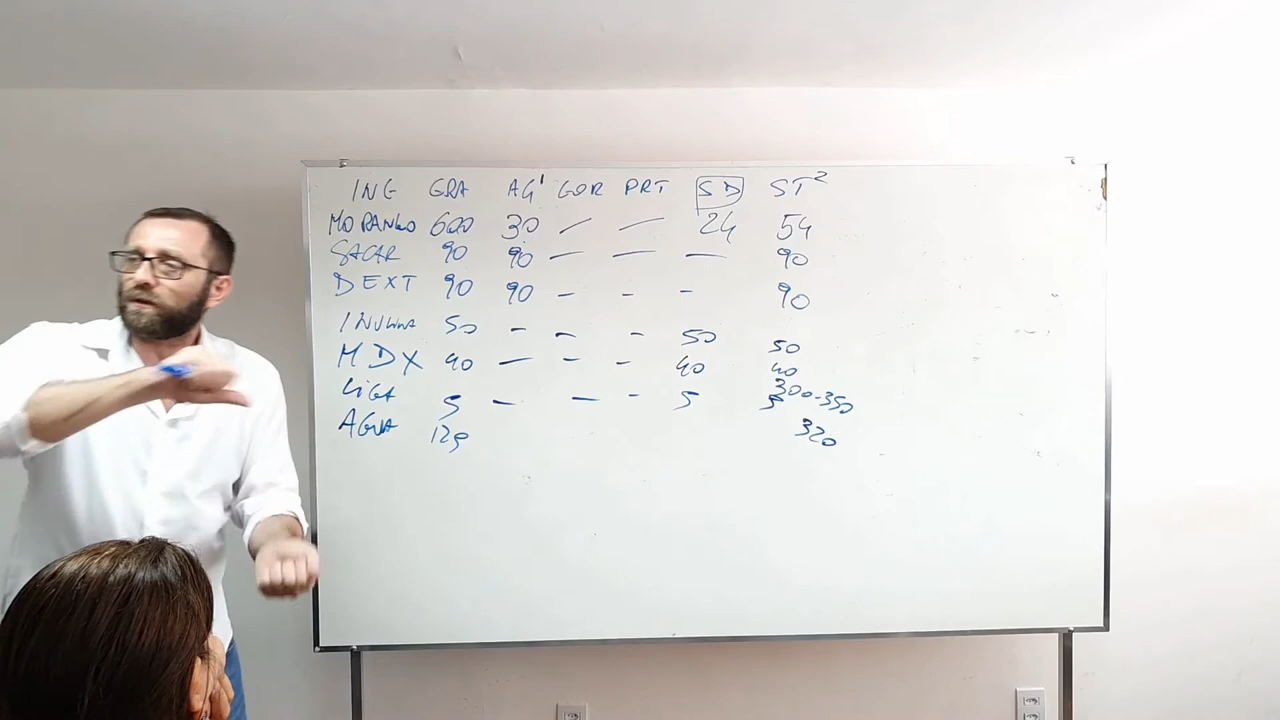 ING GRA AG' GOR PRT SD ST²
MORANGO 600 30 — — 24 54
SACAR 90 90 — — — 90
DEXT 90 90 - - - 90
INULINA 50 - - - 50 50
MDX 40 — - - 40 40
LIGA 5 - — - 5 5 300-350
AGUA 125 320